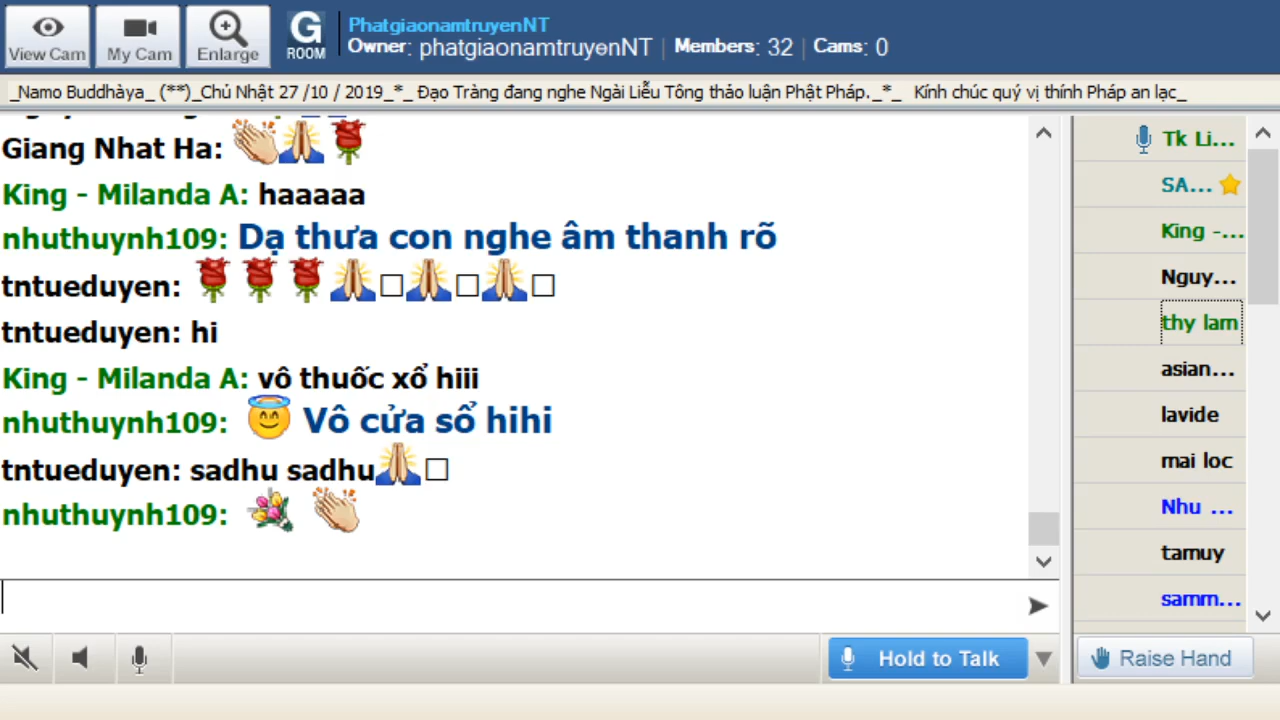 View Cam
My Cam
Enlarge
G
ROOM
PhatgiaonamtruyenNT
Owner: phatgiaonamtruyenNT | Members: 32 | Cams: 0
_Namo Buddhàya_ (**)_Chủ Nhật 27 /10 / 2019_*_ Đạo Tràng đang nghe Ngài Liễu Tông thảo luận Phật Pháp._*_ Kính chúc quý vị thính Pháp an lạc_
Giang Nhat Ha:
King - Milanda A: haaaaa
nhuthuynh109: Dạ thưa con nghe âm thanh rõ
tntueduyen:
tntueduyen: hi
King - Milanda A: vô thuốc xổ hiii
nhuthuynh109: Vô cửa sổ hihi
tntueduyen: sadhu sadhu
nhuthuynh109:
Tk Li...
SA...
King -...
Nguy...
thy lam
asian...
lavide
mai loc
Nhu ...
tamuy
samm...
Hold to Talk
Raise Hand